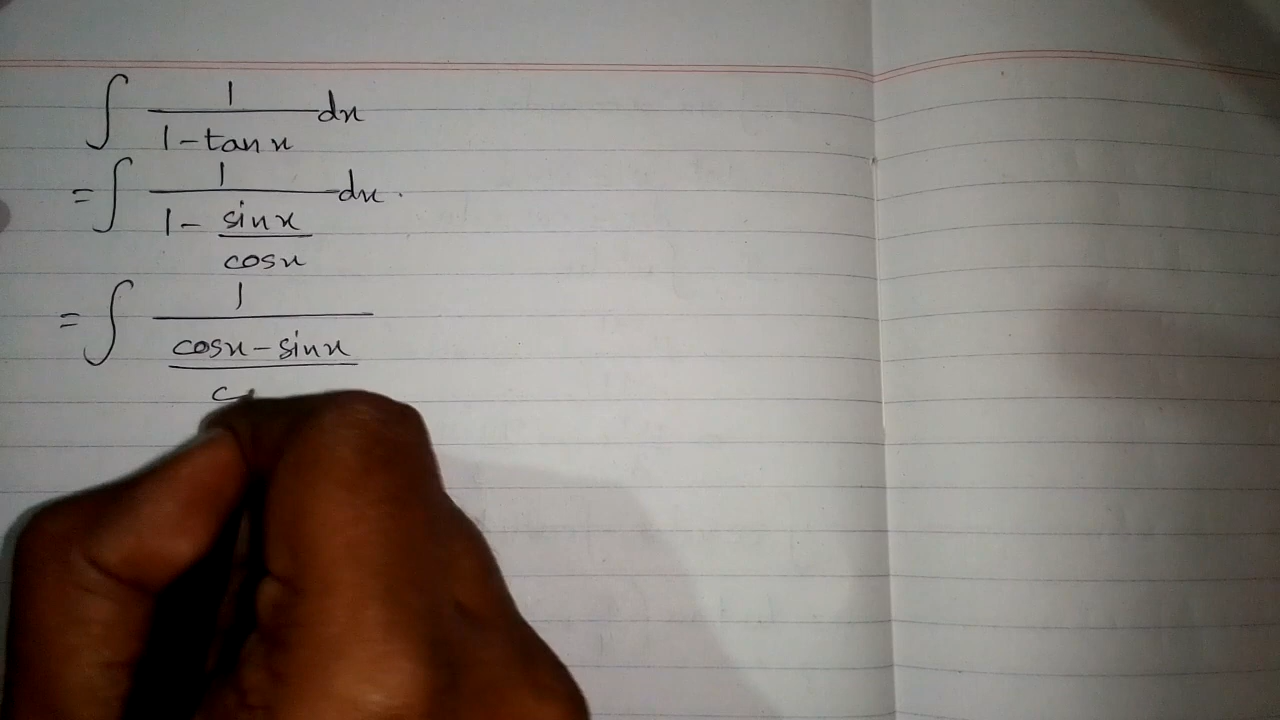 ∫ 1/(1-tanx) dx
= ∫ 1/(1- sinx/cosx) dx.
= ∫ 1/((cosx-sinx)/c